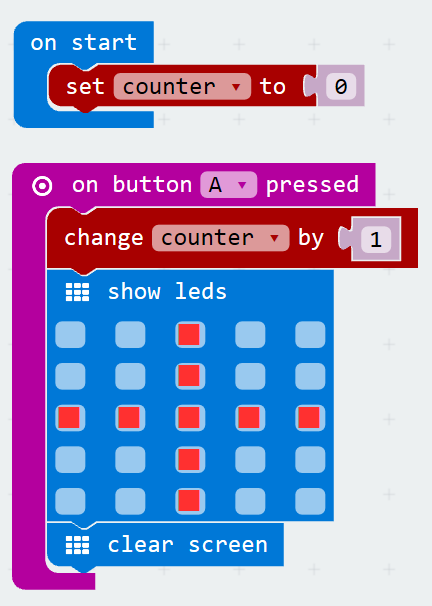 on start
set counter to 0
on button A pressed
change counter by 1
show leds
clear screen